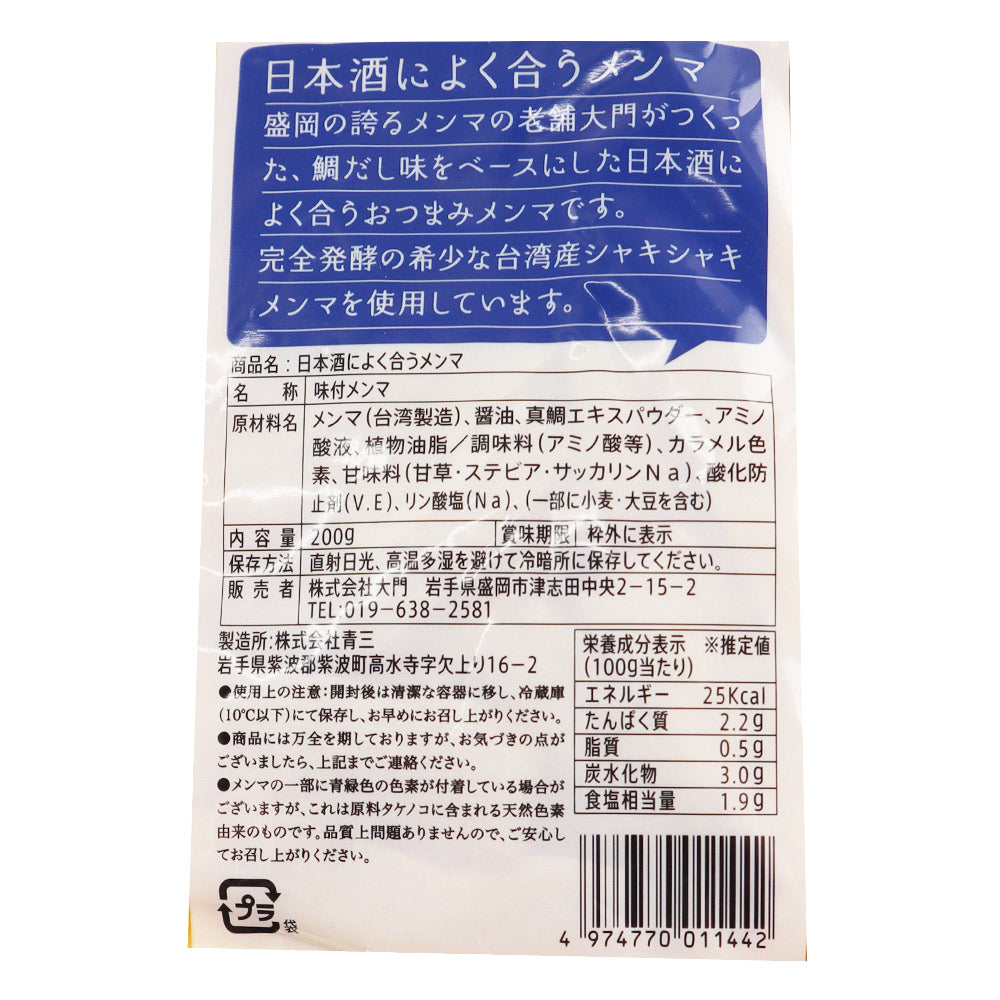 日本酒によく合うメンマ
盛岡の誇るメンマの老舗大門がつくっ
た、鯛だし味をベースにした日本酒に
よく合うおつまみメンマです。
完全発酵の希少な台湾産シャキシャキ
メンマを使用しています。
商品名：日本酒によく合うメンマ
名称 味付メンマ
原材料名 メンマ(台湾製造)、醤油、真鯛エキスパウダー、アミノ
酸液、植物油脂／調味料(アミノ酸等)、カラメル色
素、甘味料(甘草・ステビア・サッカリンNa)、酸化防
止剤(V.E)、リン酸塩(Na)、(一部に小麦・大豆を含む)
内容量 200g 賞味期限 枠外に表示
保存方法 直射日光、高温多湿を避けて冷暗所に保存してください。
販売者 株式会社大門 岩手県盛岡市津志田中央2-15-2
TEL:019-638-2581
製造所:株式会社青三
岩手県紫波郡紫波町高水寺字欠上り16-2
●使用上の注意：開封後は清潔な容器に移し、冷蔵庫
(10℃以下)にて保存し、お早めにお召し上がりください。
●商品には万全を期しておりますが、お気づきの点が
ございましたら、上記までご連絡ください。
●メンマの一部に青緑色の色素が付着している場合が
ございますが、これは原料タケノコに含まれる天然色素
由来のものです。品質上問題ありませんので、ご安心し
てお召し上がりください。
栄養成分表示 ※推定値
(100g当たり)
エネルギー 25Kcal
たんぱく質 2.2g
脂質 0.5g
炭水化物 3.0g
食塩相当量 1.9g
プラ
袋
4 974770 011442